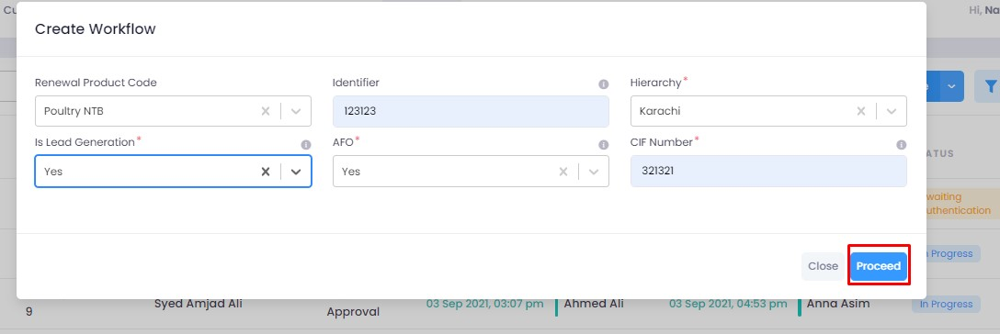 Cu
Hi, Na
Create Workflow
Renewal Product Code
Identifier
Hierarchy*
Poultry NTB
123123
Karachi
Is Lead Generation*
AFO*
CIF Number*
Yes
Yes
321321
ATUS
waiting
uthentication
Close
Proceed
n Progress
9
Syed Amjad Ali
Approval
03 Sep 2021, 03:07 pm
Ahmed Ali
03 Sep 2021, 04:53 pm
Anna Asim
In Progress